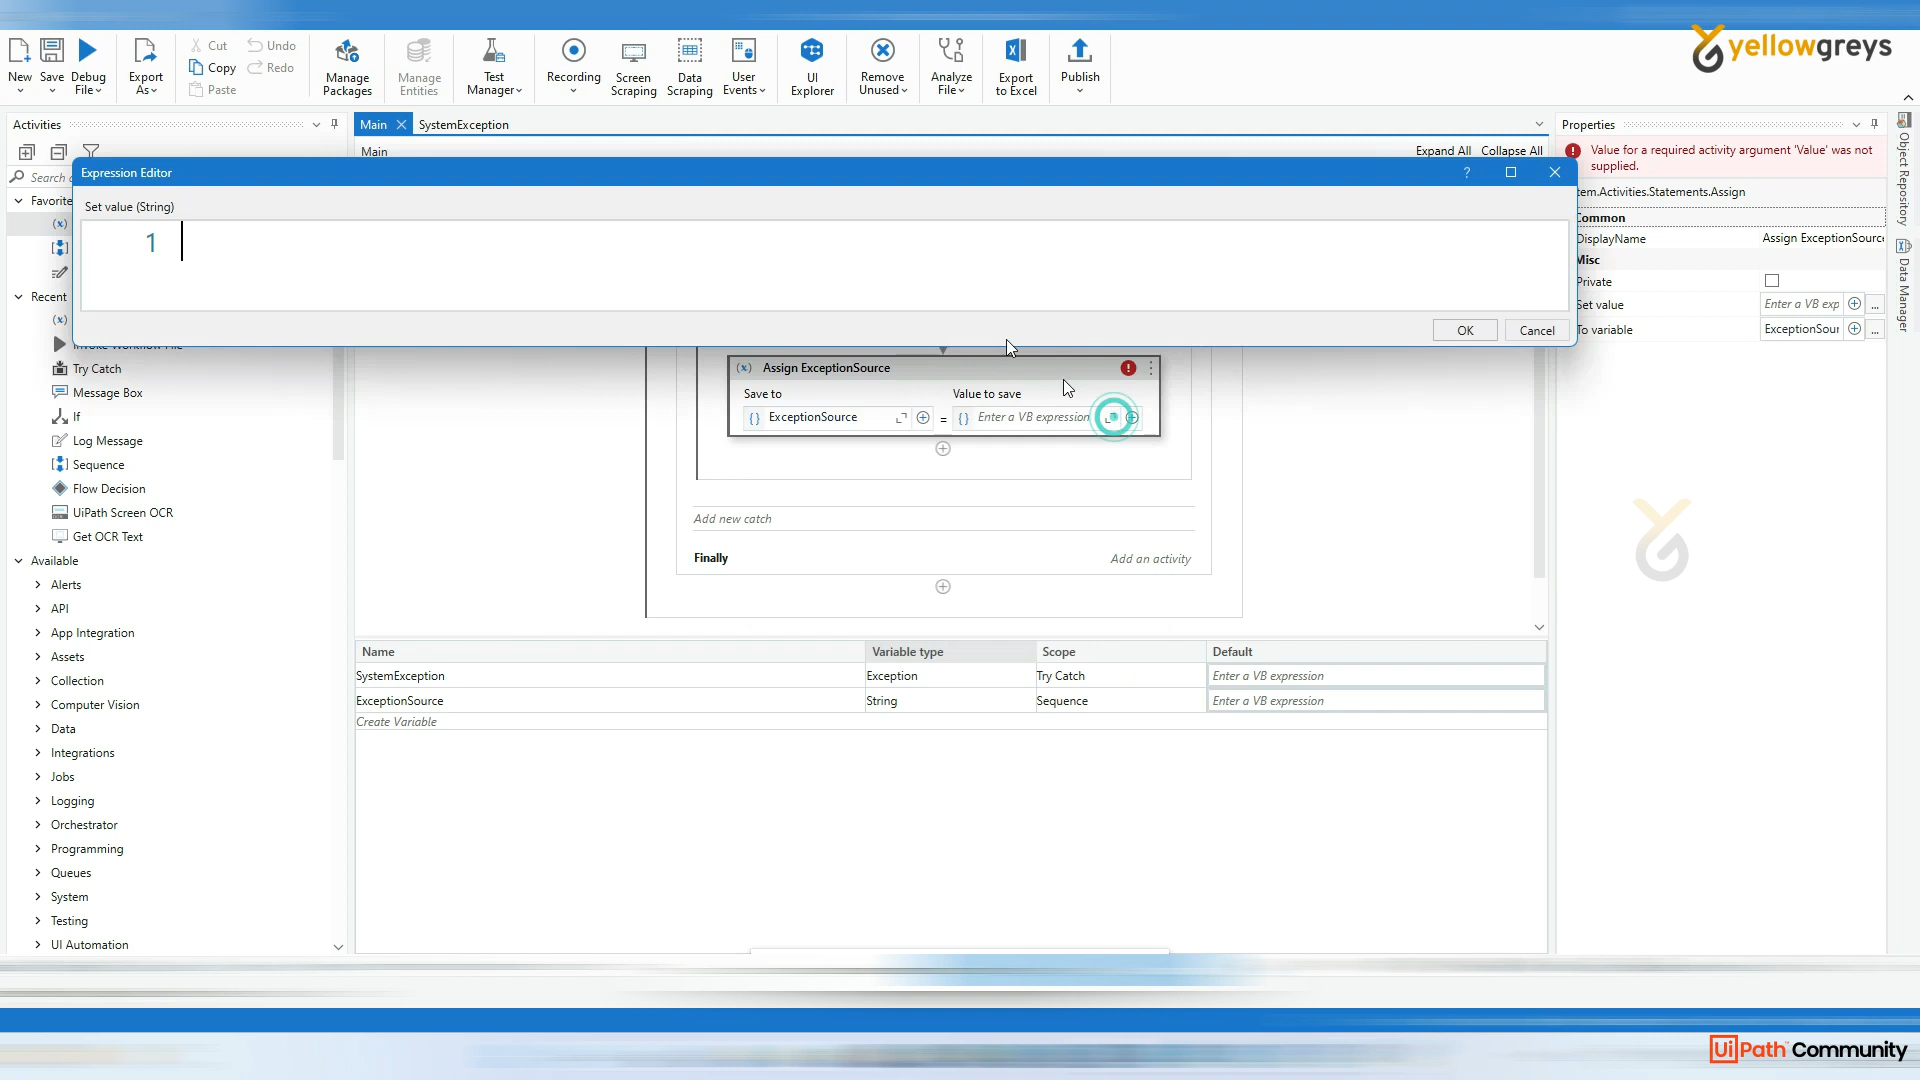 New
Save
Debug File
Export As
Cut
Copy
Paste
Undo
Redo
Manage Packages
Manage Entities
Test Manager
Recording
Screen Scraping
Data Scraping
User Events
UI Explorer
Remove Unused
Analyze File
Export to Excel
Publish
yellowgreys
Activities
Main
SystemException
Properties
Main
Expand All
Collapse All
Value for a required activity argument 'Value' was not
supplied.
Object Repository
Data Manager
Search
Expression Editor
?
Set value (String)
1
OK
Cancel
tem.Activities.Statements.Assign
Common
DisplayName
Assign ExceptionSource
Misc
Private
Set value
Enter a VB exp
...
To variable
ExceptionSour
...
Favorite
Recent
Try Catch
Message Box
If
Log Message
Sequence
Flow Decision
UiPath Screen OCR
Get OCR Text
Available
Alerts
API
App Integration
Assets
Collection
Computer Vision
Data
Integrations
Jobs
Logging
Orchestrator
Programming
Queues
System
Testing
UI Automation
(x) Assign ExceptionSource
Save to
Value to save
{} ExceptionSource = {} Enter a VB expression
Add new catch
Finally
Add an activity
Name Variable type Scope Default
SystemException Exception Try Catch Enter a VB expression
ExceptionSource String Sequence Enter a VB expression
Create Variable
UiPath Community